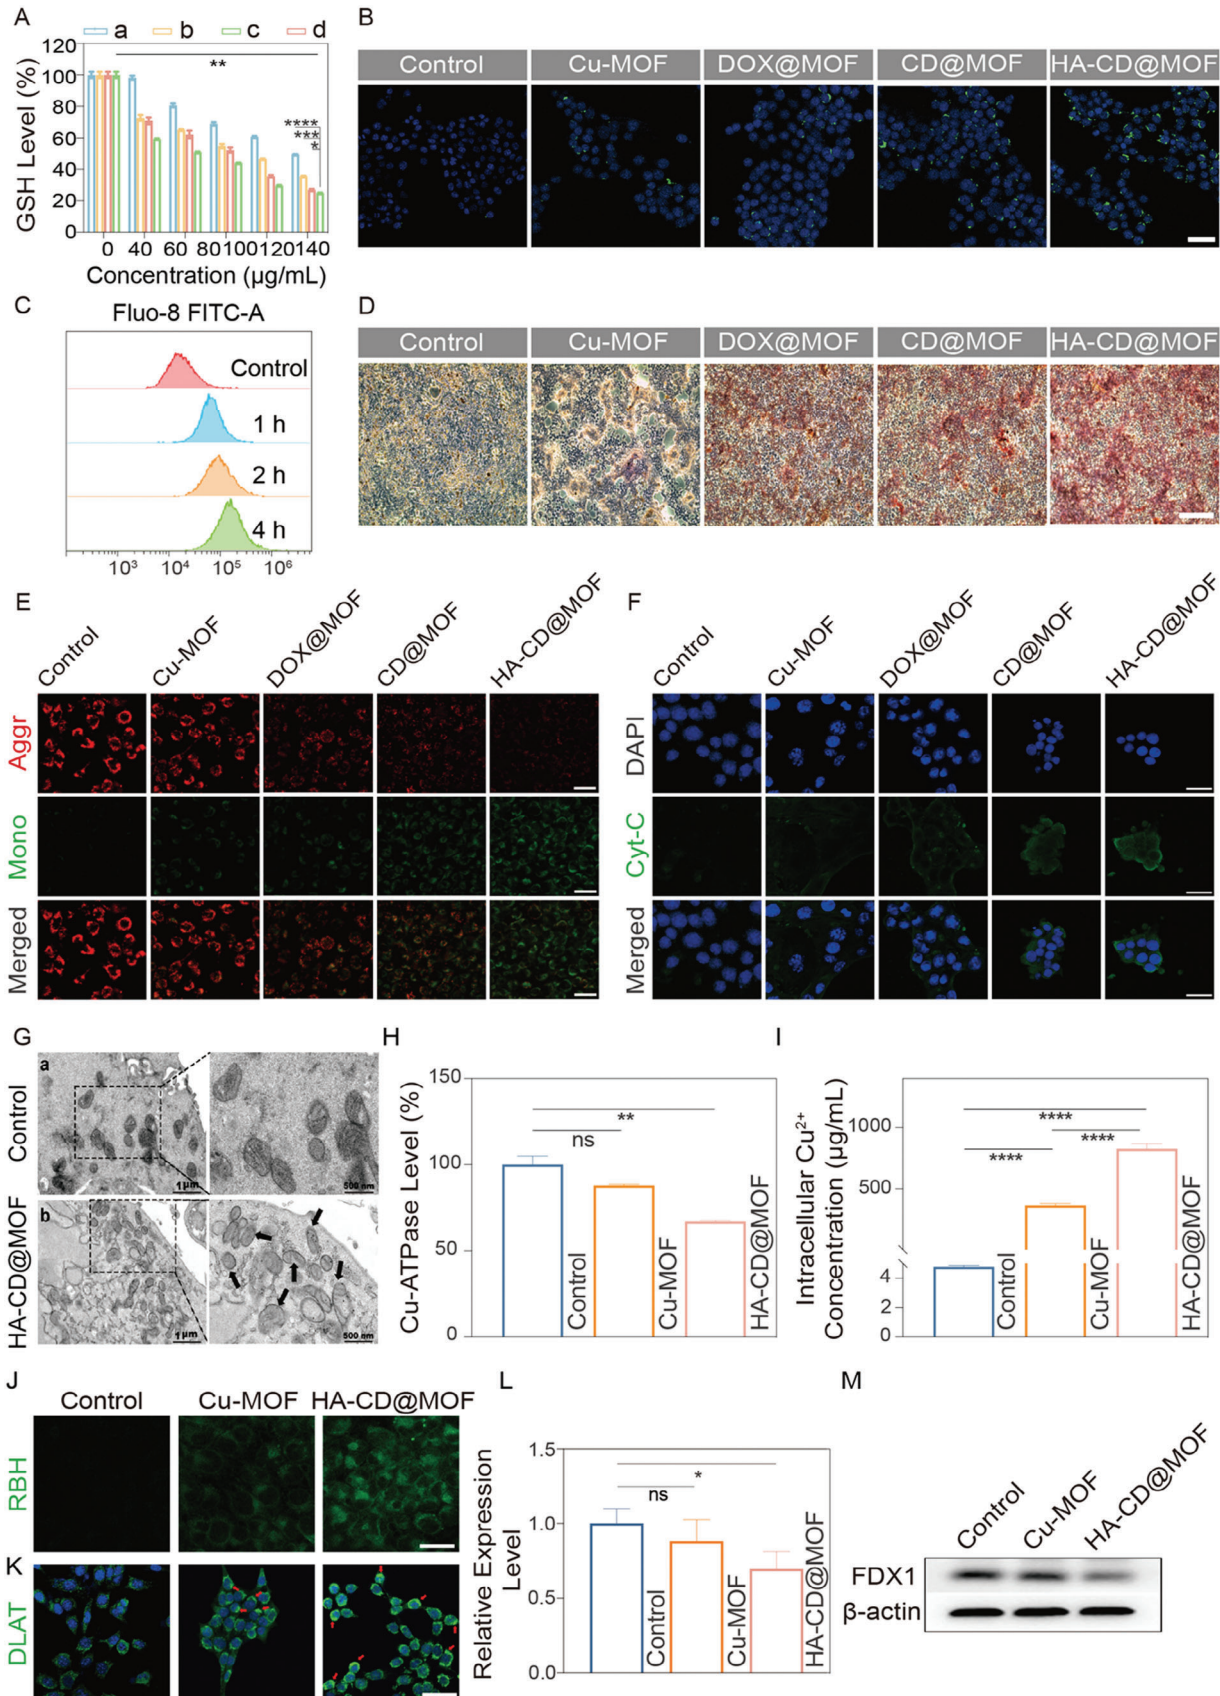 A
a b c d
**
****
***
*
GSH Level (%)
120
100
80
60
40
20
0
0 40 60 80 100 120 140
Concentration (µg/mL)
B
Control Cu-MOF DOX@MOF CD@MOF HA-CD@MOF
C
Fluo-8 FITC-A
Control
1 h
2 h
4 h
10³ 10⁴ 10⁵ 10⁶
D
Control Cu-MOF DOX@MOF CD@MOF HA-CD@MOF
E
Control Cu-MOF DOX@MOF CD@MOF HA-CD@MOF
Aggr
Mono
Merged
F
Control Cu-MOF DOX@MOF CD@MOF HA-CD@MOF
DAPI
Cyt-C
Merged
G
Control
a
1 µm
500 nm
HA-CD@MOF
b
1 µm
500 nm
H
Cu-ATPase Level (%)
150
100
50
0
**
ns
Control
Cu-MOF
HA-CD@MOF
I
Intracellular Cu²⁺
Concentration (µg/mL)
1000
500
4
2
0
****
****
****
Control
Cu-MOF
HA-CD@MOF
J
Control Cu-MOF HA-CD@MOF
RBH
K
DLAT
L
Relative Expression
Level
1.5
1.0
0.5
0.0
*
ns
Control
Cu-MOF
HA-CD@MOF
M
Control Cu-MOF HA-CD@MOF
FDX1
β-actin